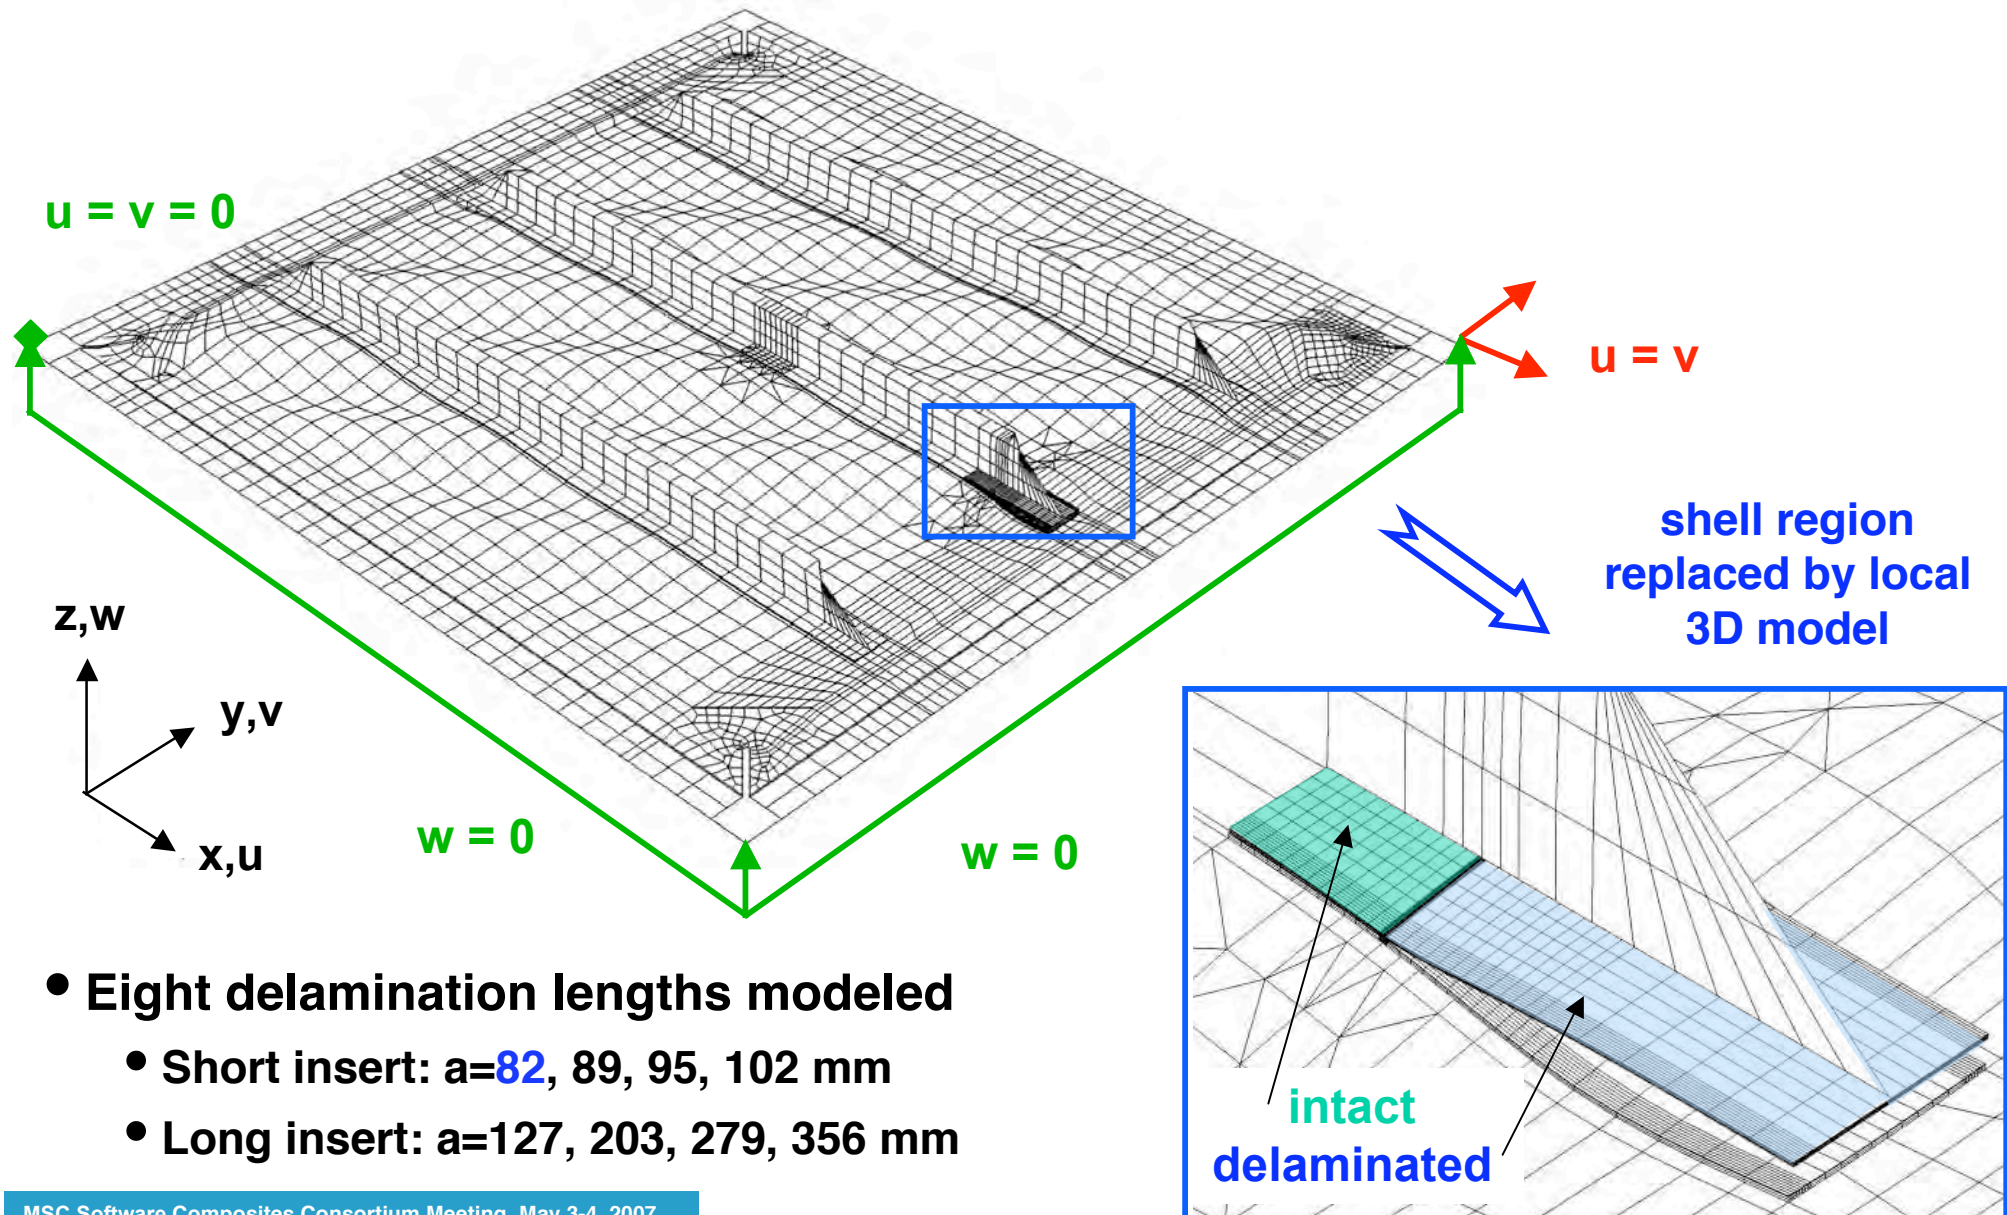 u = v = 0
u = v
shell region
replaced by local
3D model
z,w
y,v
x,u
w = 0
w = 0
intact
delaminated
• Eight delamination lengths modeled
• Short insert: a=82, 89, 95, 102 mm
• Long insert: a=127, 203, 279, 356 mm
MSC Software Composites Consortium Meeting, May 3-4, 2007